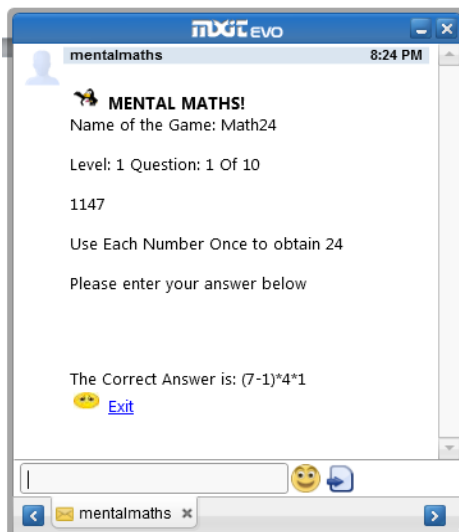 mxit EVO
mentalmaths 8:24 PM
MENTAL MATHS!
Name of the Game: Math24
Level: 1 Question: 1 Of 10
1147
Use Each Number Once to obtain 24
Please enter your answer below
The Correct Answer is: (7-1)*4*1
Exit
mentalmaths